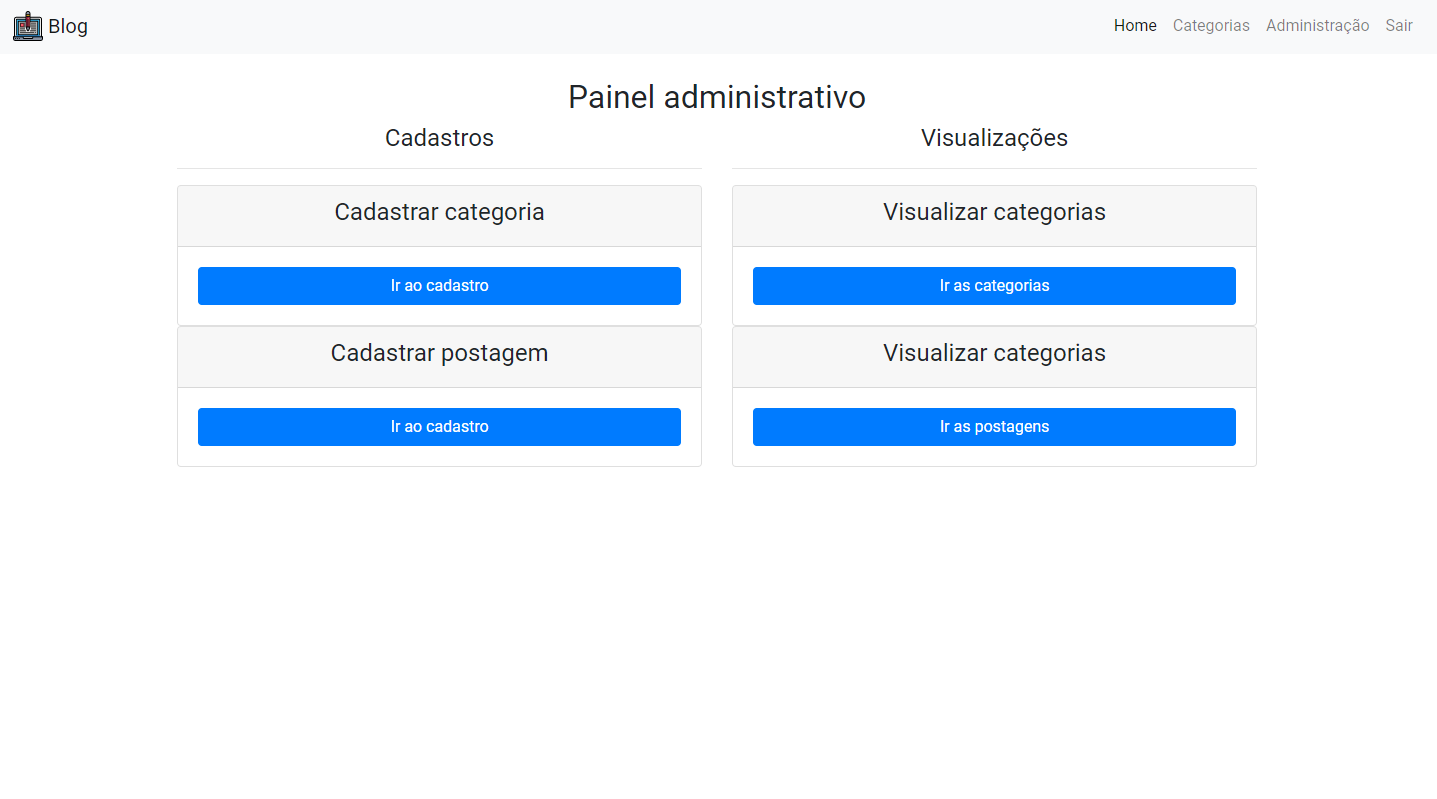 Blog
Home Categorias Administração Sair
Painel administrativo
Cadastros
Cadastrar categoria
Ir ao cadastro
Cadastrar postagem
Ir ao cadastro
Visualizações
Visualizar categorias
Ir as categorias
Visualizar categorias
Ir as postagens